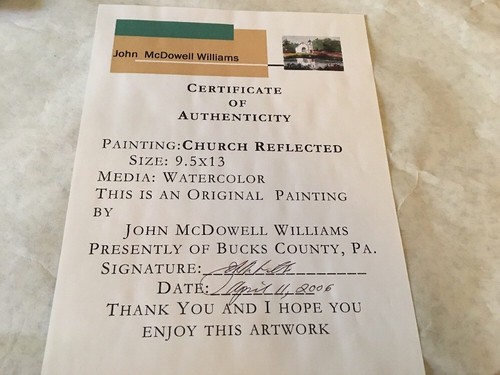 John McDowell Williams
CERTIFICATE
OF
AUTHENTICITY
PAINTING:CHURCH REFLECTED
SIZE: 9.5X13
MEDIA: WATERCOLOR
THIS IS AN ORIGINAL PAINTING
BY
JOHN MCDOWELL WILLIAMS
PRESENTLY OF BUCKS COUNTY, PA.
SIGNATURE:
DATE: April 11, 2006
THANK YOU AND I HOPE YOU
ENJOY THIS ARTWORK